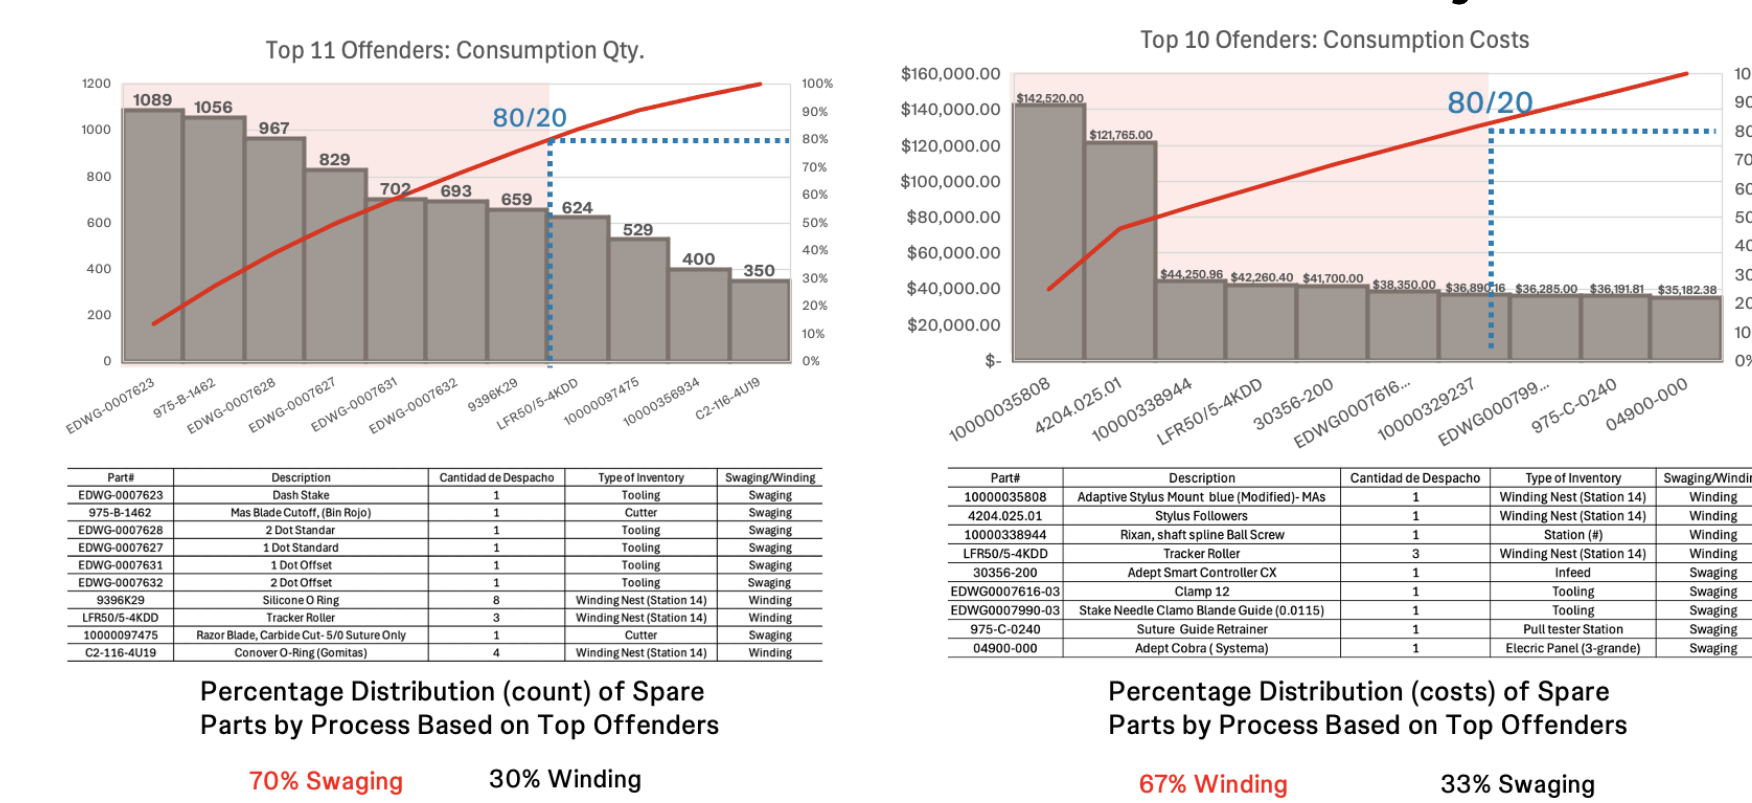 Top 11 Offenders: Consumption Qty.
1200
1000
800
600
400
200
0
100%
90%
80%
70%
60%
50%
40%
30%
20%
10%
0%
1089
1056
967
829
702
693
659
624
529
400
350
80/20
EDWG-0007623
975-B-1462
EDWG-0007628
EDWG-0007627
EDWG-0007631
EDWG-0007632
9396K29
LFR50/5-4KDD
10000097475
10000356934
C2-116-4U19
Part# Description Cantidad de Despacho Type of Inventory Swaging/Winding
EDWG-0007623 Dash Stake 1 Tooling Swaging
975-B-1462 Mas Blade Cutoff, (Bin Rojo) 1 Cutter Swaging
EDWG-0007628 2 Dot Standar 1 Tooling Swaging
EDWG-0007627 1 Dot Standard 1 Tooling Swaging
EDWG-0007631 1 Dot Offset 1 Tooling Swaging
EDWG-0007632 2 Dot Offset 1 Tooling Swaging
9396K29 Silicone O Ring 8 Winding Nest (Station 14) Winding
LFR50/5-4KDD Tracker Roller 3 Winding Nest (Station 14) Winding
10000097475 Razor Blade, Carbide Cut- 5/0 Suture Only 1 Cutter Swaging
C2-116-4U19 Conover O-Ring (Gomitas) 4 Winding Nest (Station 14) Winding
Percentage Distribution (count) of Spare
Parts by Process Based on Top Offenders
70% Swaging 30% Winding
Top 10 Ofenders: Consumption Costs
$160,000.00
$140,000.00
$120,000.00
$100,000.00
$80,000.00
$60,000.00
$40,000.00
$20,000.00
$-
10
90
80
70
60
50
40
30
20
10
0%
$142,520.00
$121,765.00
$44,250.96
$42,260.40
$41,700.00
$38,350.00
$36,890.16
$36,285.00
$36,191.81
$35,182.38
80/20
10000035808
4204.025.01
10000338944
LFR50/5-4KDD
30356-200
EDWG0007616...
10000329237
EDWG000799...
975-C-0240
04900-000
Part# Description Cantidad de Despacho Type of Inventory Swaging/Windin
10000035808 Adaptive Stylus Mount blue (Modified)- MAs 1 Winding Nest (Station 14) Winding
4204.025.01 Stylus Followers 1 Winding Nest (Station 14) Winding
10000338944 Rixan, shaft spline Ball Screw 1 Station (#) Winding
LFR50/5-4KDD Tracker Roller 3 Winding Nest (Station 14) Winding
30356-200 Adept Smart Controller CX 1 Infeed Swaging
EDWG0007616-03 Clamp 12 1 Tooling Swaging
EDWG0007990-03 Stake Needle Clamo Blande Guide (0.0115) 1 Tooling Swaging
975-C-0240 Suture Guide Retrainer 1 Pull tester Station Swaging
04900-000 Adept Cobra ( Systema) 1 Elecric Panel (3-grande) Swaging
Percentage Distribution (costs) of Spare
Parts by Process Based on Top Offenders
67% Winding 33% Swaging